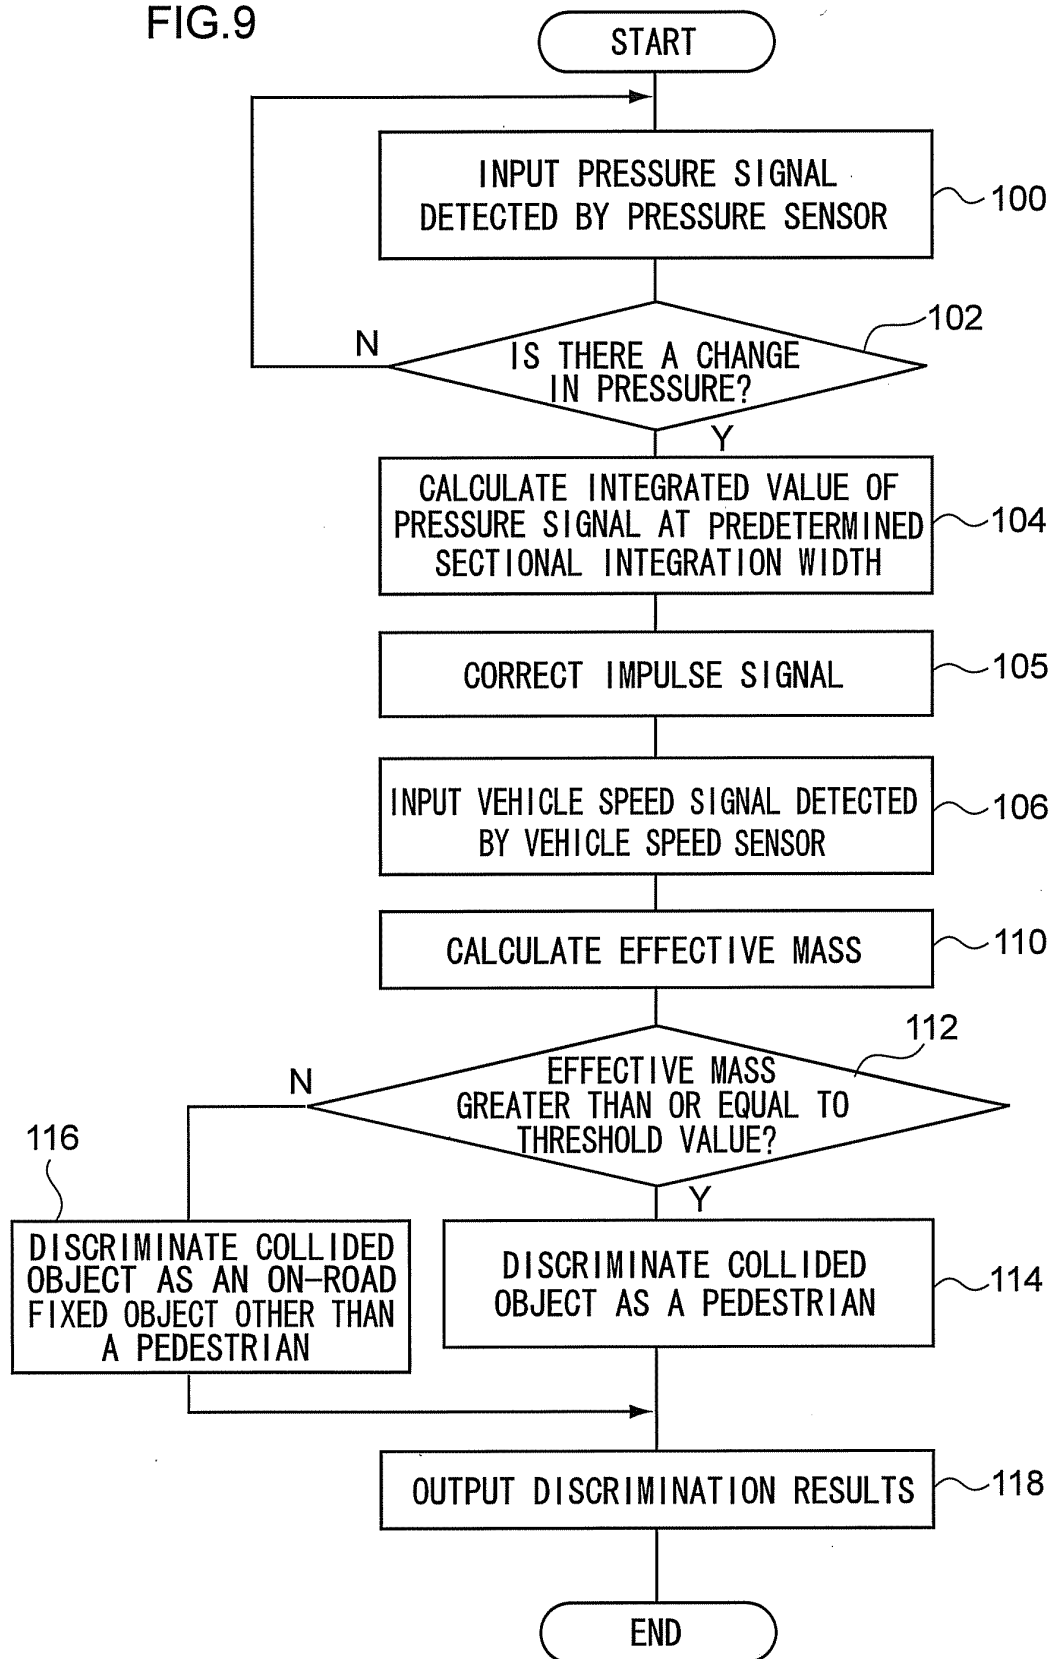 FIG.9
START
INPUT PRESSURE SIGNAL
DETECTED BY PRESSURE SENSOR
100
102
N
IS THERE A CHANGE
IN PRESSURE?
Y
CALCULATE INTEGRATED VALUE OF
PRESSURE SIGNAL AT PREDETERMINED
SECTIONAL INTEGRATION WIDTH
104
CORRECT IMPULSE SIGNAL
105
INPUT VEHICLE SPEED SIGNAL DETECTED
BY VEHICLE SPEED SENSOR
106
CALCULATE EFFECTIVE MASS
110
112
N
EFFECTIVE MASS
GREATER THAN OR EQUAL TO
THRESHOLD VALUE?
116
Y
DISCRIMINATE COLLIDED
OBJECT AS AN ON-ROAD
FIXED OBJECT OTHER THAN
A PEDESTRIAN
DISCRIMINATE COLLIDED
OBJECT AS A PEDESTRIAN
114
OUTPUT DISCRIMINATION RESULTS
118
END